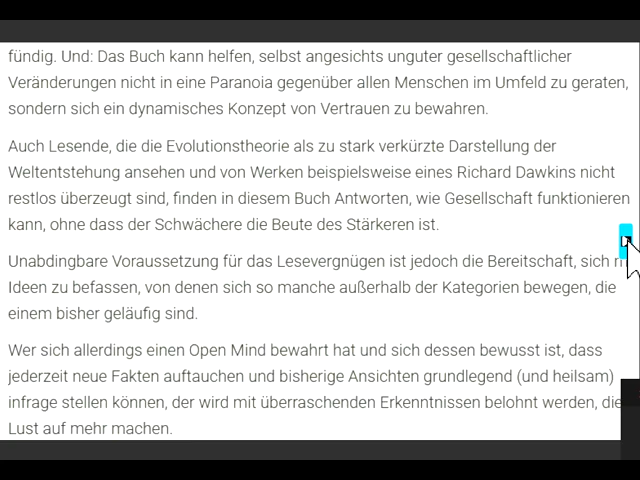 fündig. Und: Das Buch kann helfen, selbst angesichts unguter gesellschaftlicher
Veränderungen nicht in eine Paranoia gegenüber allen Menschen im Umfeld zu geraten,
sondern sich ein dynamisches Konzept von Vertrauen zu bewahren.
Auch Lesende, die die Evolutionstheorie als zu stark verkürzte Darstellung der
Weltentstehung ansehen und von Werken beispielsweise eines Richard Dawkins nicht
restlos überzeugt sind, finden in diesem Buch Antworten, wie Gesellschaft funktionieren
kann, ohne dass der Schwächere die Beute des Stärkeren ist.
Unabdingbare Voraussetzung für das Lesevergnügen ist jedoch die Bereitschaft, sich
Ideen zu befassen, von denen sich so manche außerhalb der Kategorien bewegen, die
einem bisher geläufig sind.
Wer sich allerdings einen Open Mind bewahrt hat und sich dessen bewusst ist, dass
jederzeit neue Fakten auftauchen und bisherige Ansichten grundlegend (und heilsam)
infrage stellen können, der wird mit überraschenden Erkenntnissen belohnt werden, die
Lust auf mehr machen.